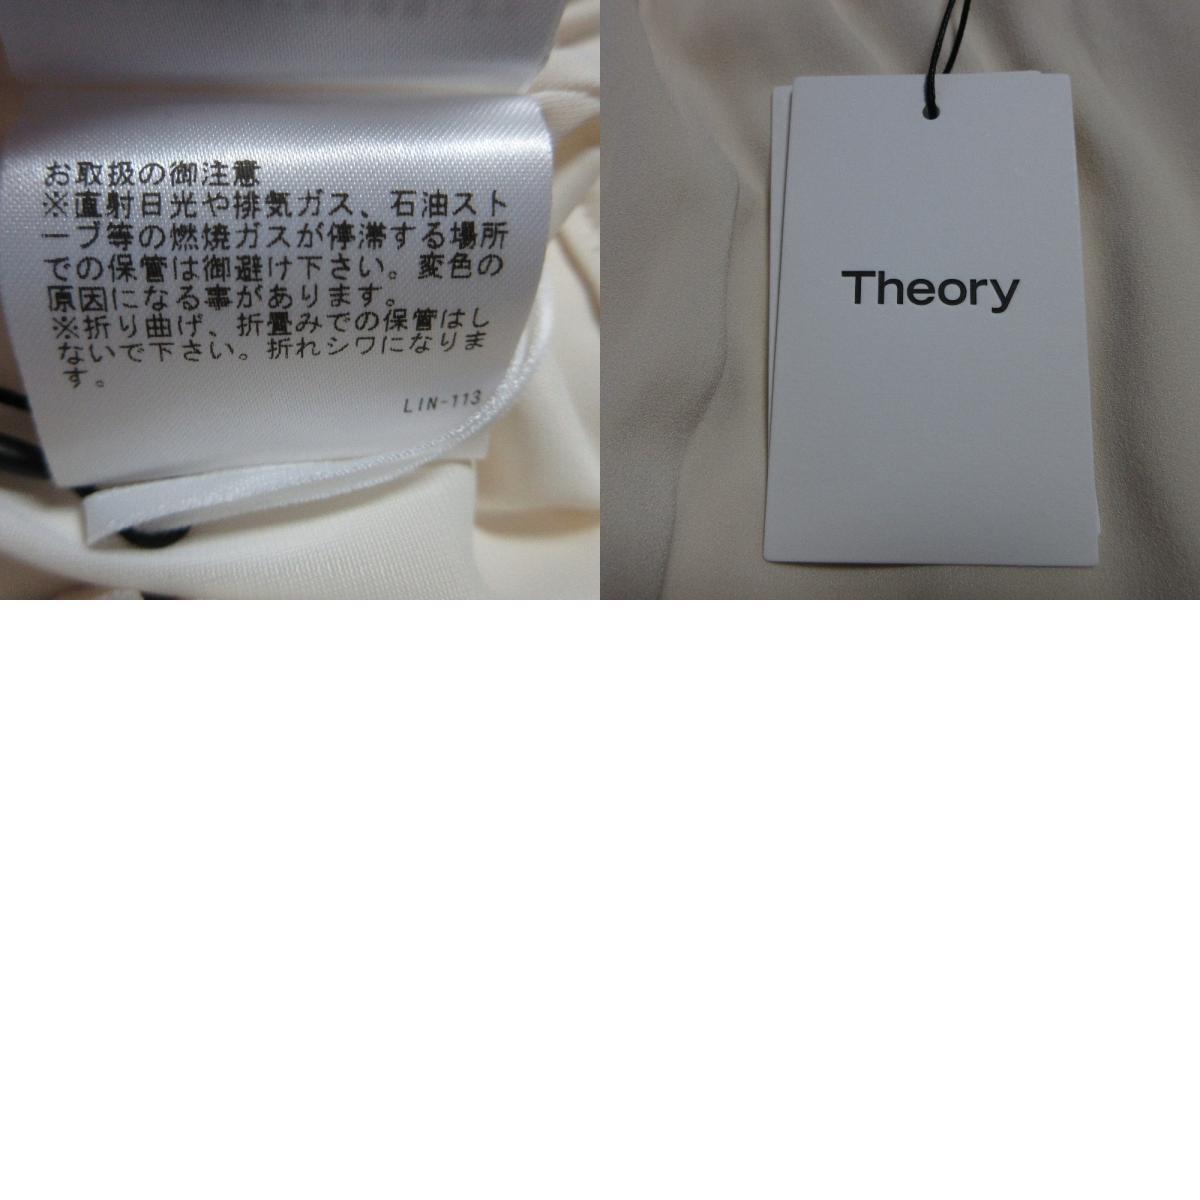 お取扱の御注意
※直射日光や排気ガス、石油スト
ーブ等の燃焼ガスが停滞する場所
での保管は御避け下さい。変色の
原因になる事があります。
※折り曲げ、折畳みでの保管はし
ないで下さい。折れシワになりま
す。
LIN-113
Theory